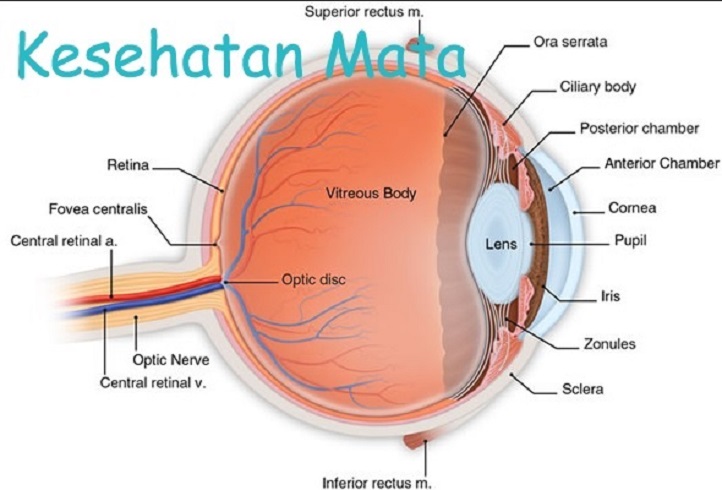 Superior rectus m.
Kesehatan Mata
Ora serrata
Ciliary body
Posterior chamber
Anterior Chamber
Retina
Vitreous Body
Fovea centralis
Cornea
Central retinal a.
Lens
Pupil
Optic disc
Iris
Zonules
Optic Nerve
Central retinal v.
Sclera
Inferior rectus m.